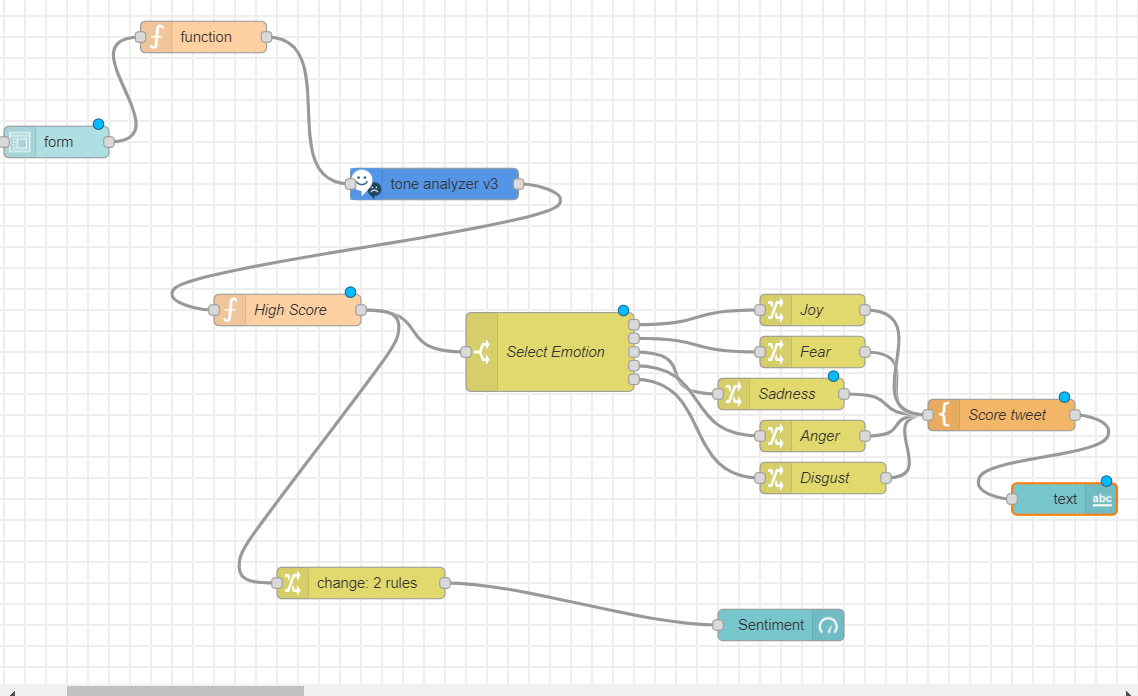 function
form
tone analyzer v3
High Score
Select Emotion
Joy
Fear
Sadness
Anger
Disgust
Score tweet
text
abc
change: 2 rules
Sentiment